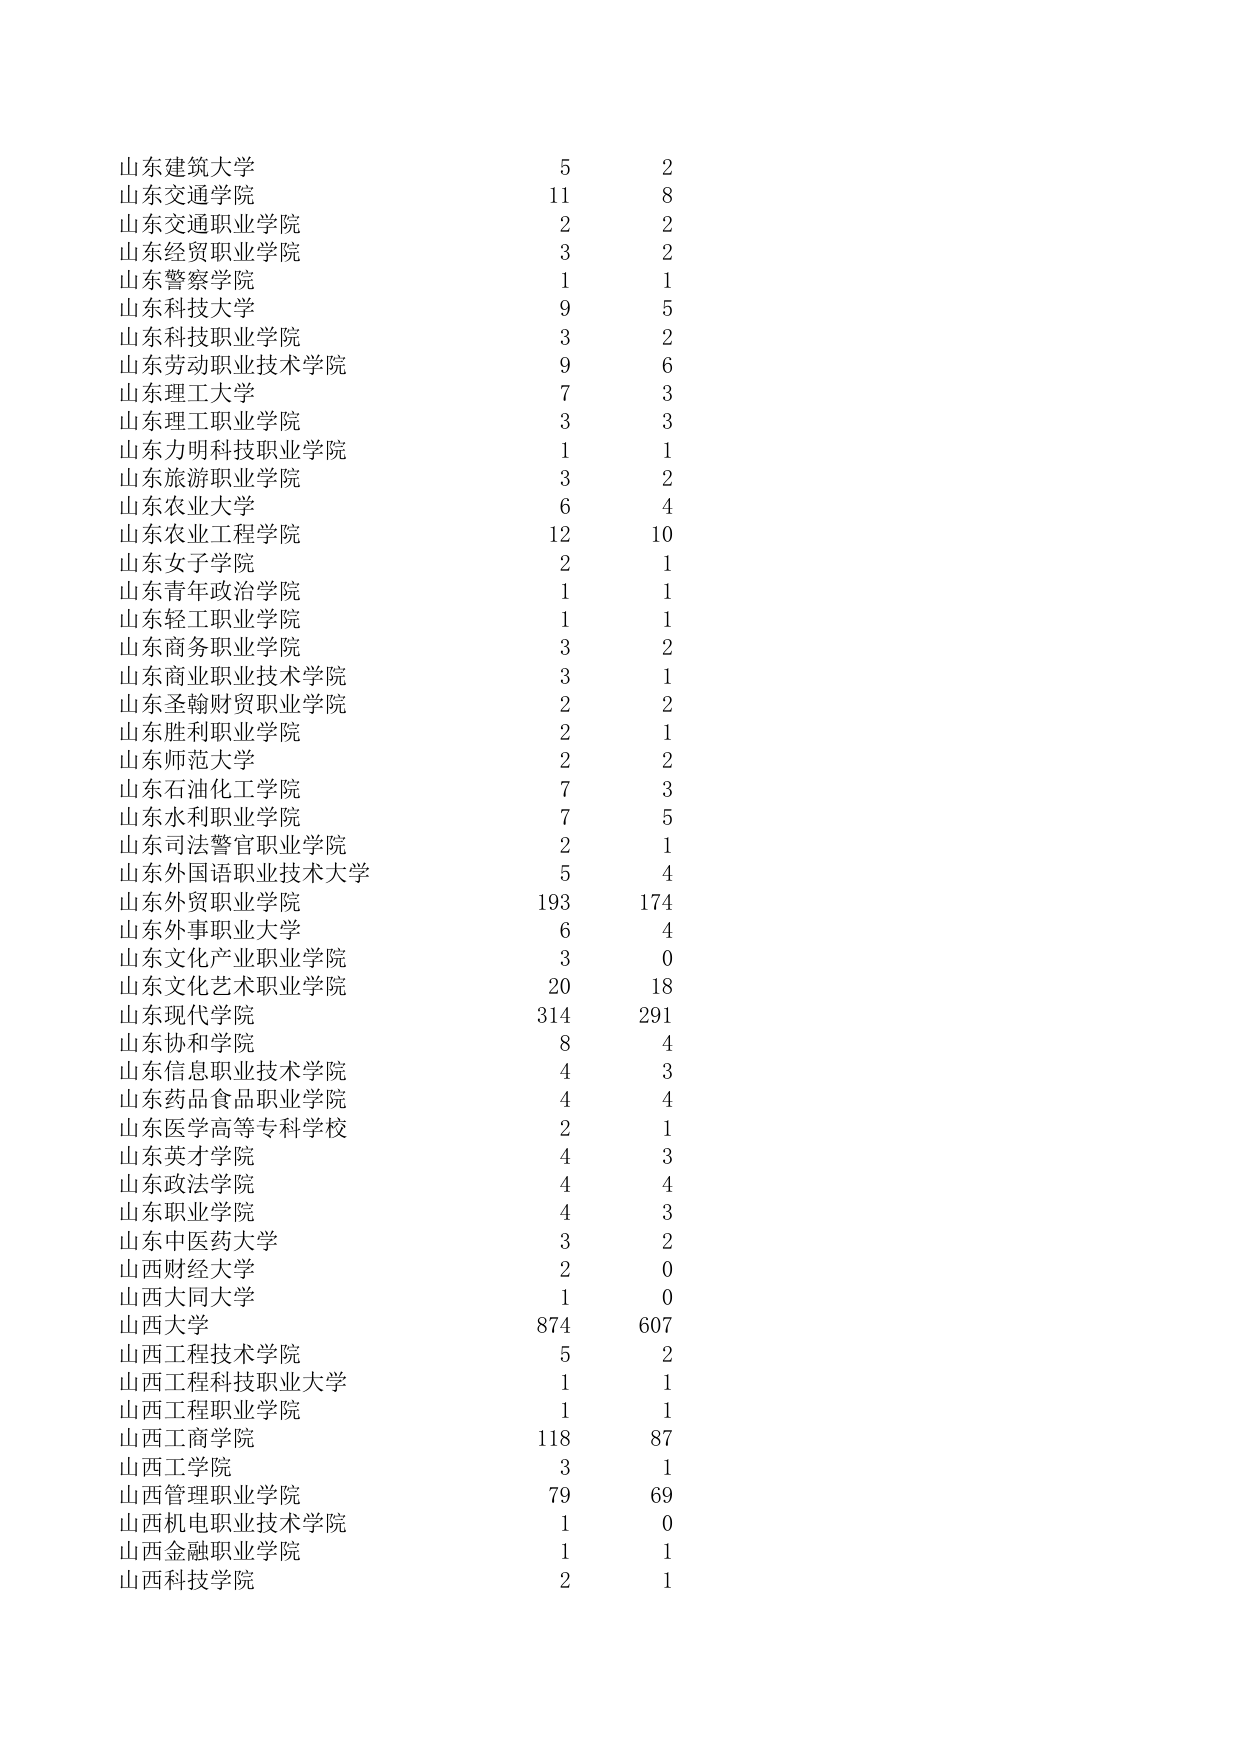 山东建筑大学 5 2
山东交通学院 11 8
山东交通职业学院 2 2
山东经贸职业学院 3 2
山东警察学院 1 1
山东科技大学 9 5
山东科技职业学院 3 2
山东劳动职业技术学院 9 6
山东理工大学 7 3
山东理工职业学院 3 3
山东力明科技职业学院 1 1
山东旅游职业学院 3 2
山东农业大学 6 4
山东农业工程学院 12 10
山东女子学院 2 1
山东青年政治学院 1 1
山东轻工职业学院 1 1
山东商务职业学院 3 2
山东商业职业技术学院 3 1
山东圣翰财贸职业学院 2 2
山东胜利职业学院 2 1
山东师范大学 2 2
山东石油化工学院 7 3
山东水利职业学院 7 5
山东司法警官职业学院 2 1
山东外国语职业技术大学 5 4
山东外贸职业学院 193 174
山东外事职业大学 6 4
山东文化产业职业学院 3 0
山东文化艺术职业学院 20 18
山东现代学院 314 291
山东协和学院 8 4
山东信息职业技术学院 4 3
山东药品食品职业学院 4 4
山东医学高等专科学校 2 1
山东英才学院 4 3
山东政法学院 4 4
山东职业学院 4 3
山东中医药大学 3 2
山西财经大学 2 0
山西大同大学 1 0
山西大学 874 607
山西工程技术学院 5 2
山西工程科技职业大学 1 1
山西工程职业学院 1 1
山西工商学院 118 87
山西工学院 3 1
山西管理职业学院 79 69
山西机电职业技术学院 1 0
山西金融职业学院 1 1
山西科技学院 2 1